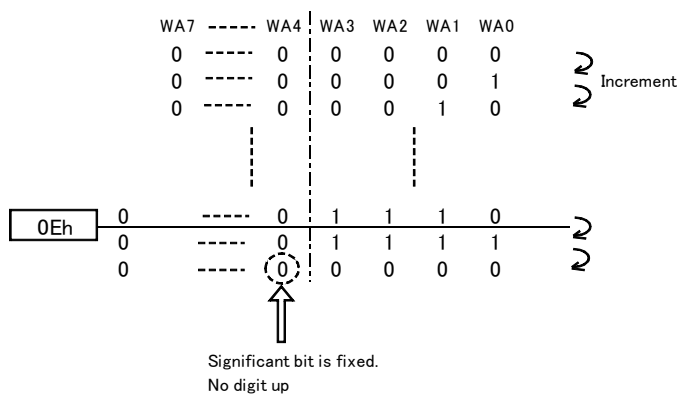 WA7 ----- WA4 WA3 WA2 WA1 WA0
0 ----- 0 0 0 0 0
0 ----- 0 0 0 0 1
Increment
0 ----- 0 0 0 1 0
0 ----- 0 1 1 1 0
0Eh
0 ----- 0 1 1 1 1
0 ----- 0 0 0 0 0
Significant bit is fixed.
No digit up